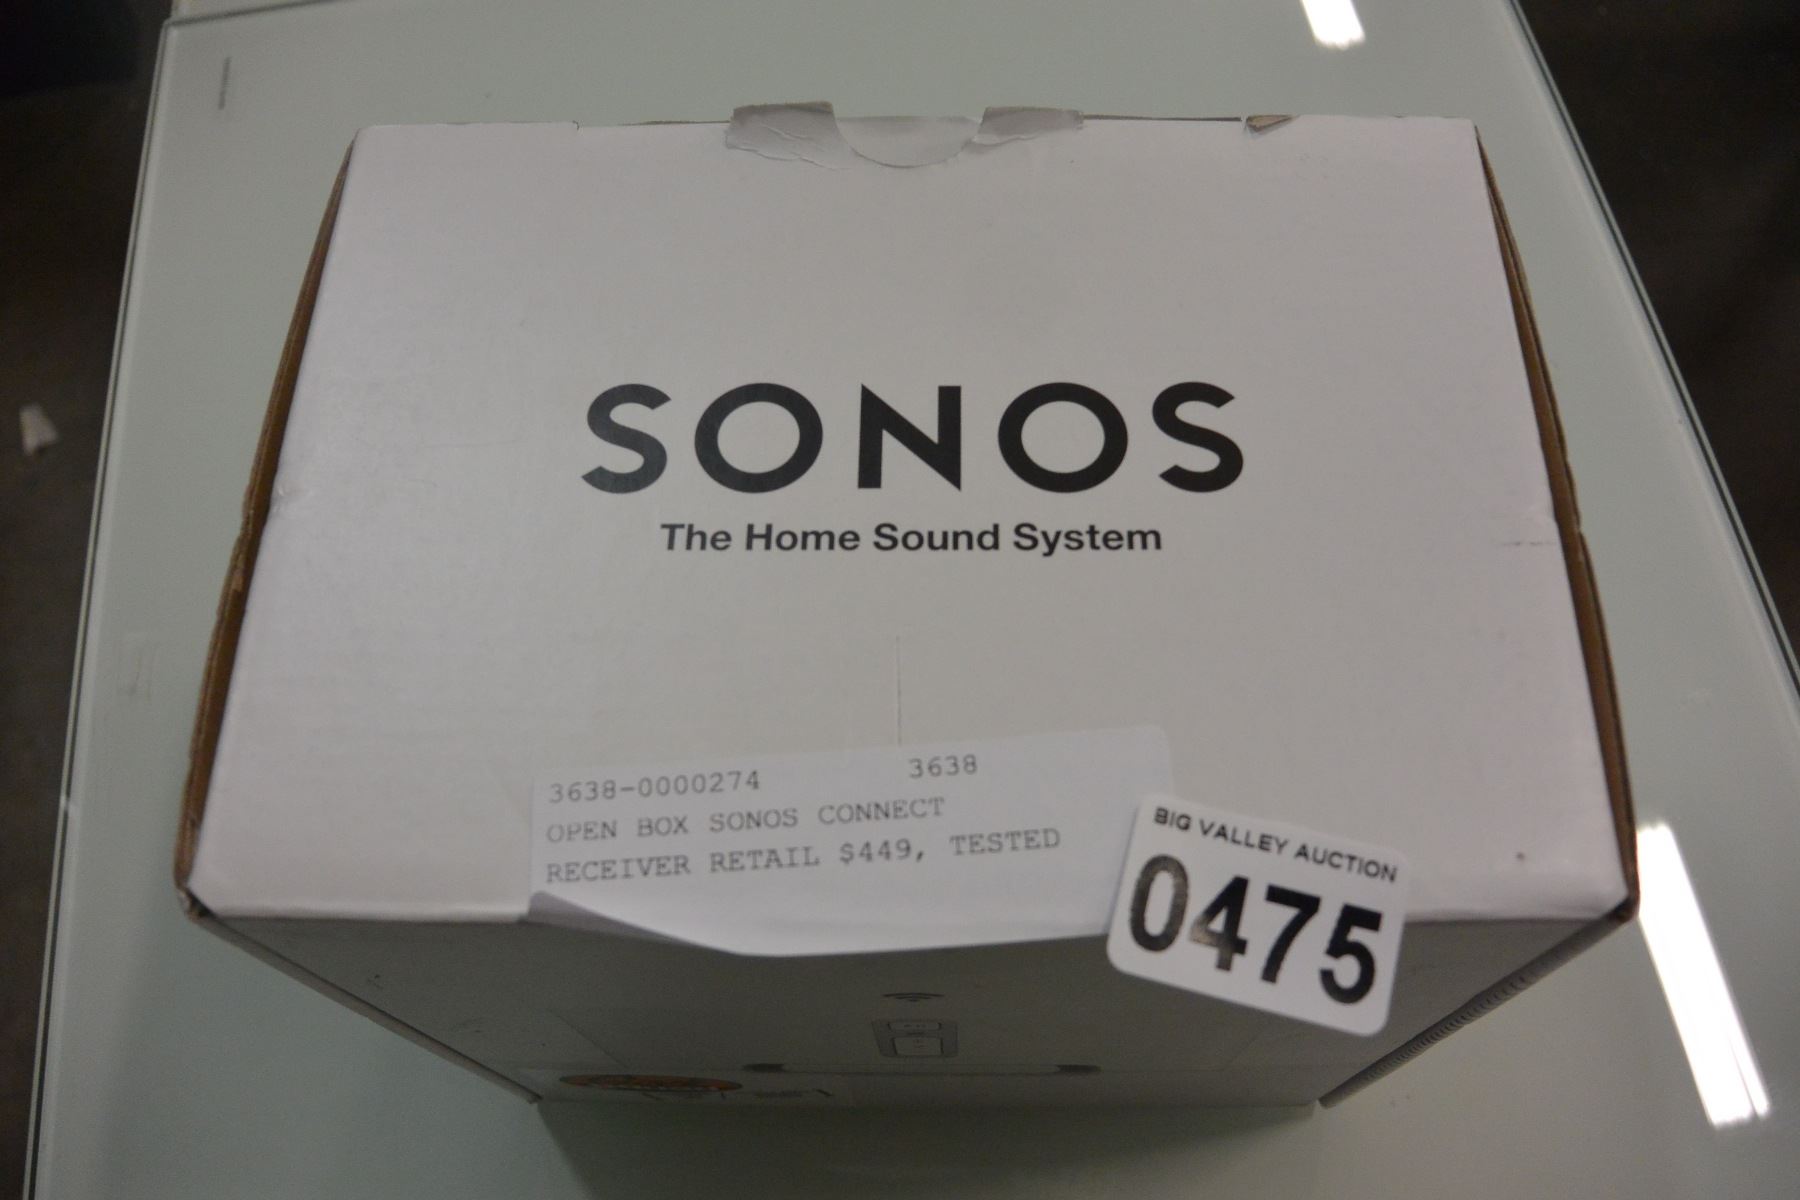 SONOS
The Home Sound System
3638-0000274 3638
OPEN BOX SONOS CONNECT
RECEIVER RETAIL $449, TESTED
BIG VALLEY AUCTION
0475